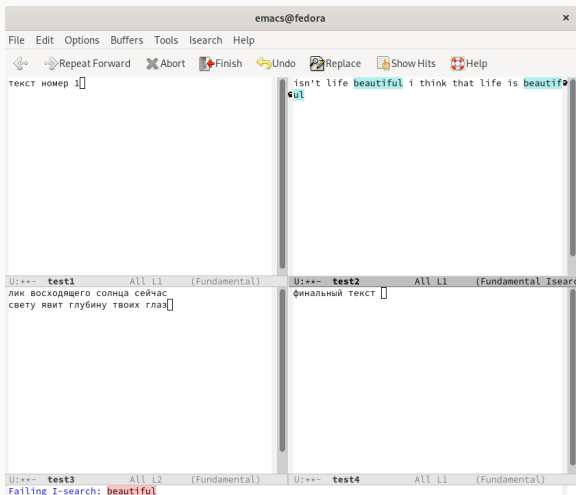 emacs@fedora ×
File Edit Options Buffers Tools Isearch Help
Repeat Forward Abort Finish Undo Replace Show Hits Help
текст номер 1
isn't life beautiful i think that life is beautif
ul
U:**- test1 All L1 (Fundamental)
U:**- test2 All L1 (Fundamental Isearc
лик восходящего солнца сейчас
свету явит глубину твоих глаз
финальный текст
U:**- test3 All L2 (Fundamental)
U:**- test4 All L1 (Fundamental)
Failing I-search: beautiful